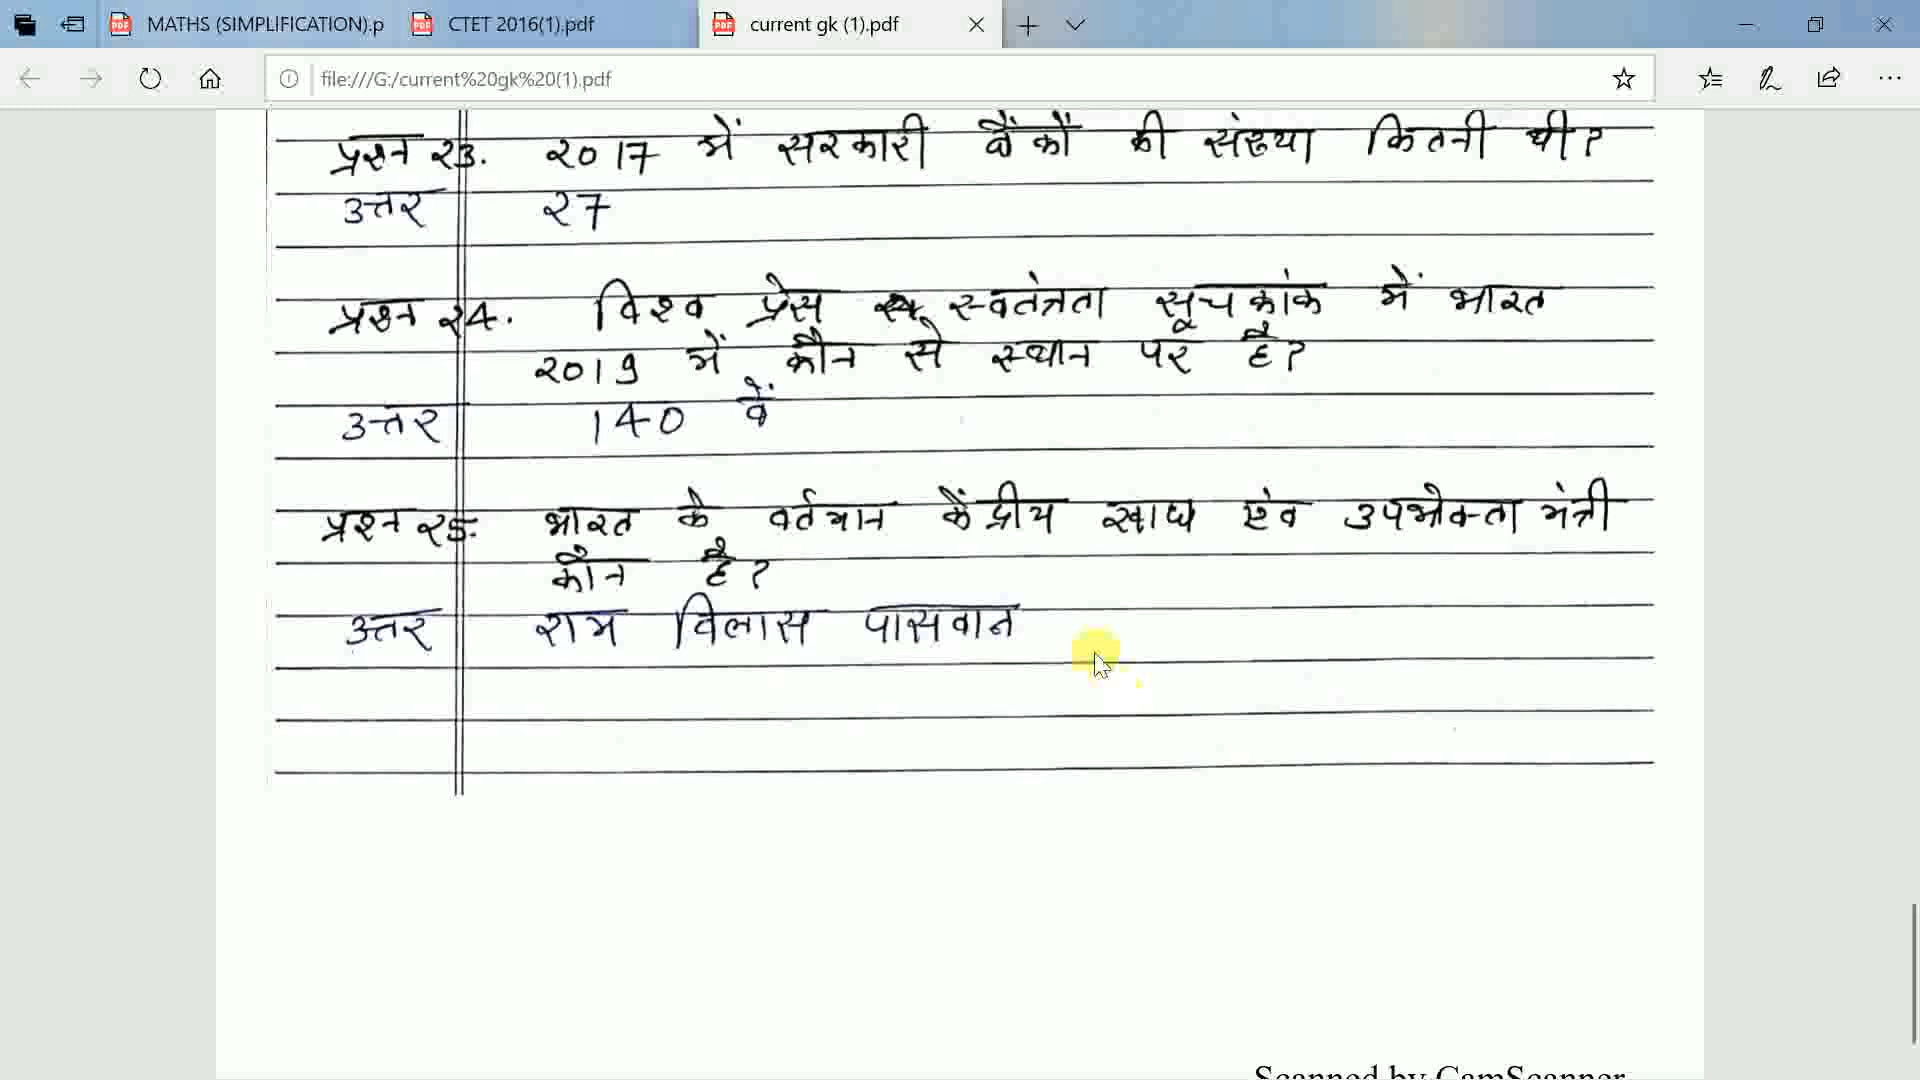 MATHS (SIMPLIFICATION).p
CTET 2016(1).pdf
current gk (1).pdf
file:///G:/current%20gk%20(1).pdf
प्रश्न 23. 2017 में सरकारी बैंकों की संख्या कितनी थी?
उत्तर 27
प्रश्न 24. विश्व प्रेस स्वतंत्रता सूचकांक में भारत
2019 में कौन से स्थान पर है?
उत्तर 140 वें
प्रश्न 25. भारत के वर्तमान केंद्रीय खाद्य एंव उपभोक्ता मंत्री
कौन है?
उत्तर राम विलास पासवान
Scanned by CamScanner